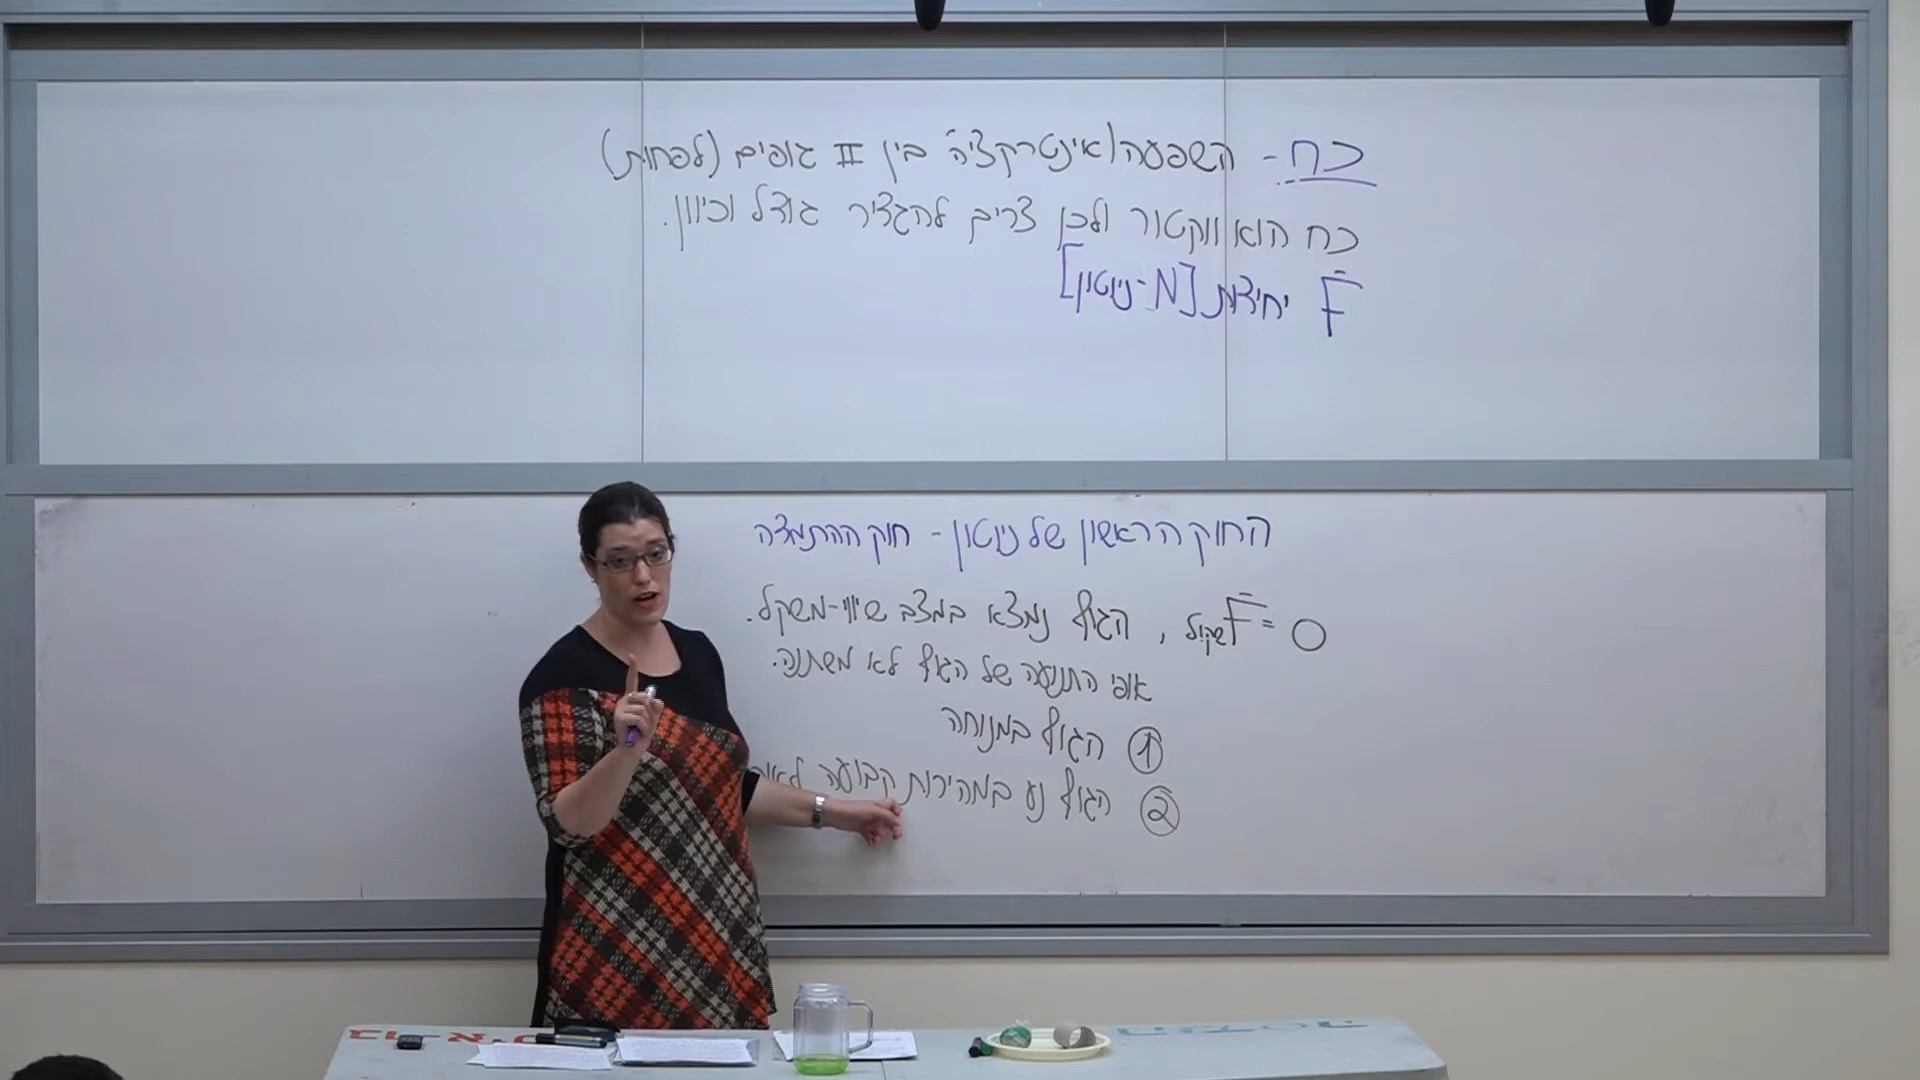 כח - השפעה/אינטרקציה בין II גופים (לפחות)
כח הוא ווקטור ולכן צריס להגדיר גודל וכיוון.
F̄ יחידות [N-ניוטון]
החוק הראשון של ניוטון - חוק ההתמדה
F̄שקול = 0, הגוף נמצא במצב שיווי-משקל.
אופי התנועה של הגוף לא משתנה.
① הגוף במנוחה
② הגוף נע במהירות קבועה